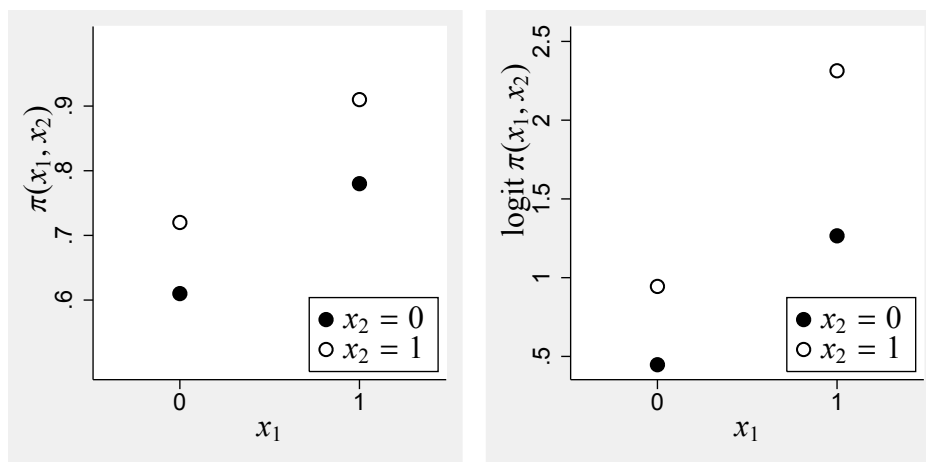 π(x₁, x₂)
.9
.8
.7
.6
x₂ = 0
x₂ = 1
0 1
x₁
logit π(x₁, x₂)
2.5
2
1.5
1
.5
x₂ = 0
x₂ = 1
0 1
x₁